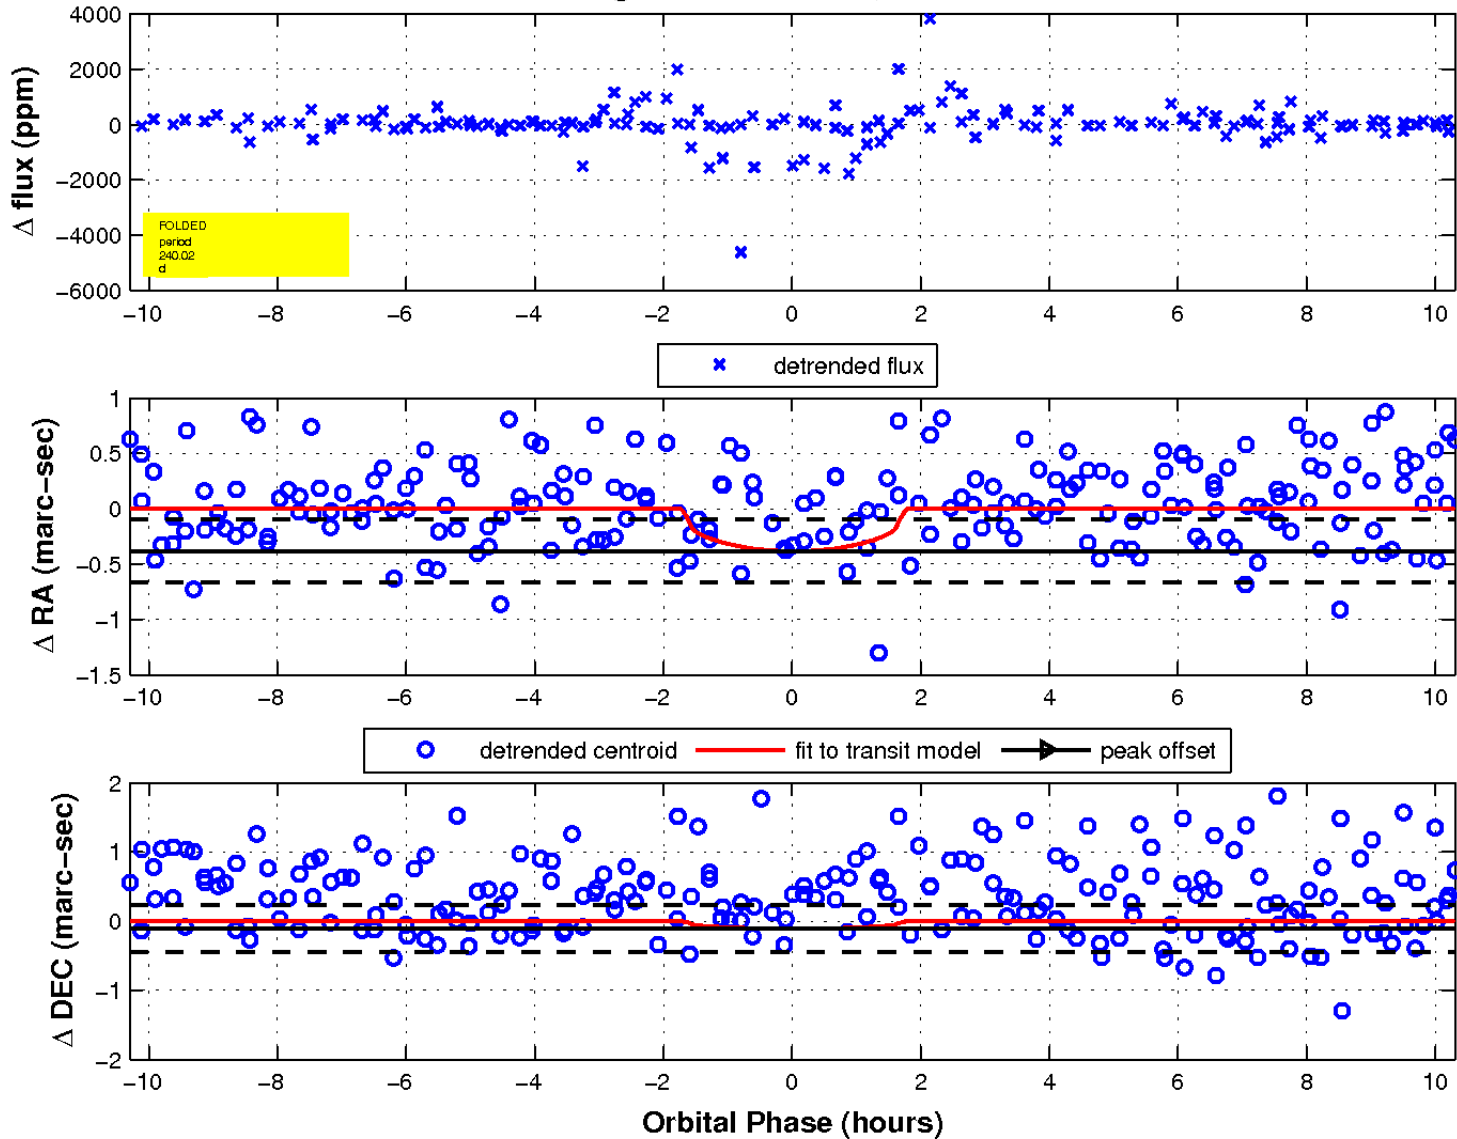 4000
2000
0
−2000
−4000
−6000
Δ flux (ppm)
FOLDED
period
240.02
d
−10 −8 −6 −4 −2 0 2 4 6 8 10
detrended flux
1
0.5
0
−0.5
−1
−1.5
Δ RA (marc−sec)
−10 −8 −6 −4 −2 0 2 4 6 8 10
detrended centroid fit to transit model peak offset
2
1
0
−1
−2
Δ DEC (marc−sec)
−10 −8 −6 −4 −2 0 2 4 6 8 10
Orbital Phase (hours)